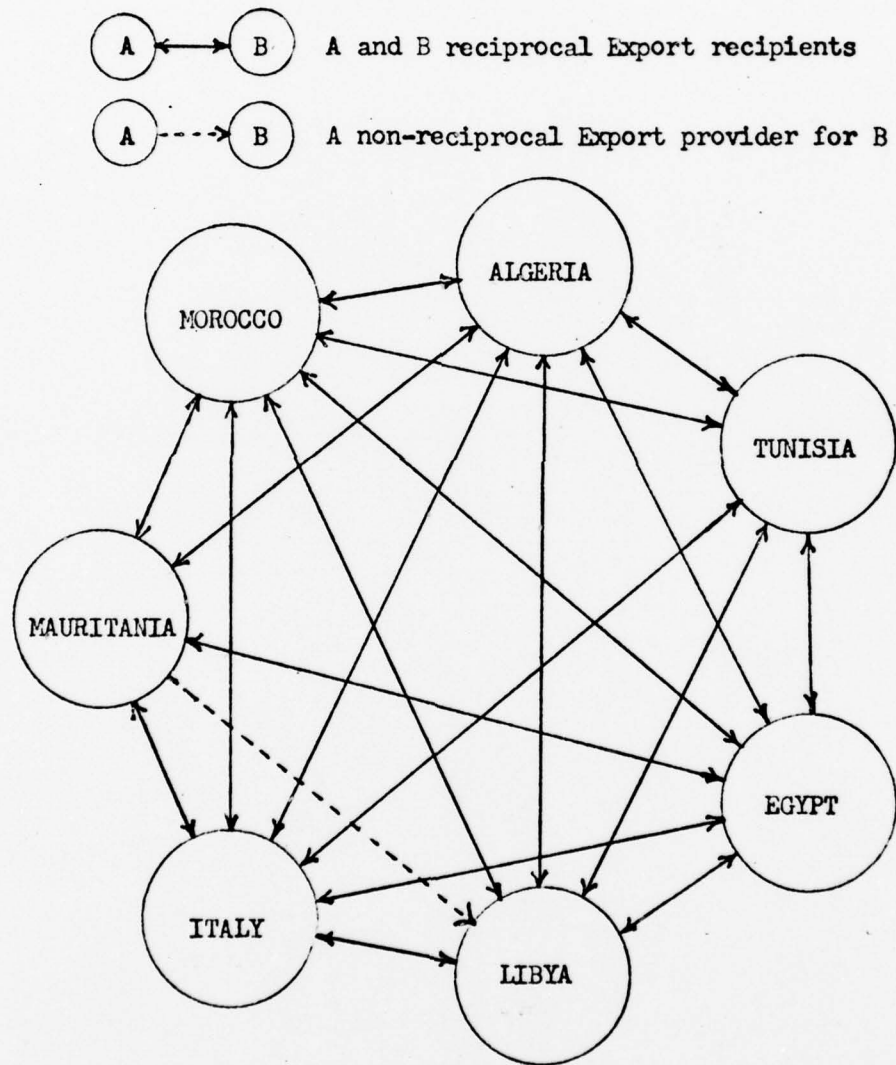 A B A and B reciprocal Export recipients
A B A non-reciprocal Export provider for B
ALGERIA
MOROCCO
TUNISIA
MAURITANIA
EGYPT
ITALY
LIBYA